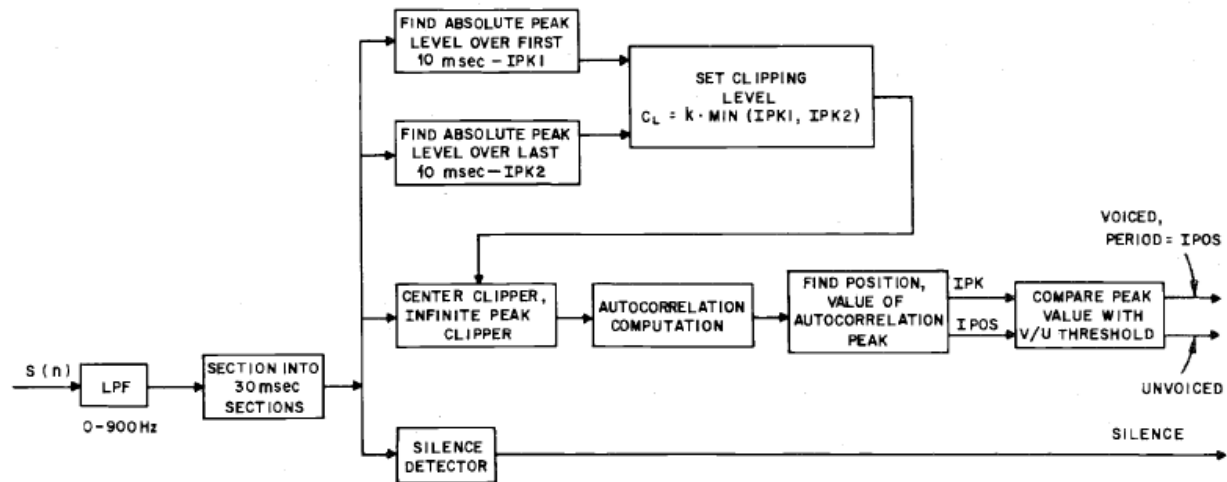 FIND ABSOLUTE PEAK
LEVEL OVER FIRST
10 msec - IPK1
SET CLIPPING
LEVEL
CL = k · MIN (IPK1, IPK2)
FIND ABSOLUTE PEAK
LEVEL OVER LAST
10 msec - IPK2
VOICED,
PERIOD = IPOS
CENTER CLIPPER,
INFINITE PEAK
CLIPPER
AUTOCORRELATION
COMPUTATION
FIND POSITION,
VALUE OF
AUTOCORRELATION
PEAK
IPK
IPOS
COMPARE PEAK
VALUE WITH
V/U THRESHOLD
UNVOICED
S(n)
LPF
0-900Hz
SECTION INTO
30 msec
SECTIONS
SILENCE
DETECTOR
SILENCE